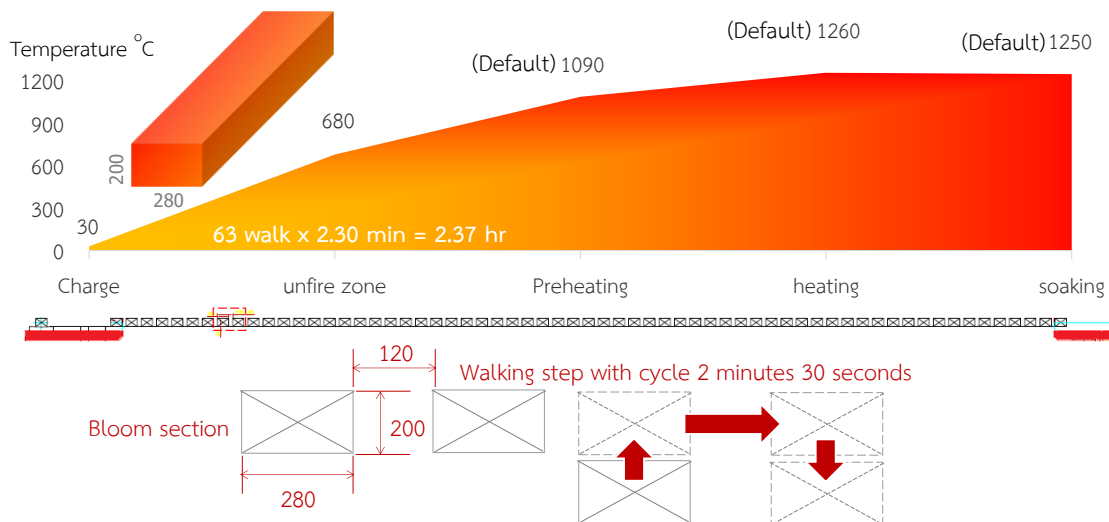 Temperature °C
1200
900
600
300
0
30
200
280
680
(Default) 1090
(Default) 1260
(Default) 1250
63 walk x 2.30 min = 2.37 hr
Charge
unfire zone
Preheating
heating
soaking
120
Walking step with cycle 2 minutes 30 seconds
Bloom section
200
280